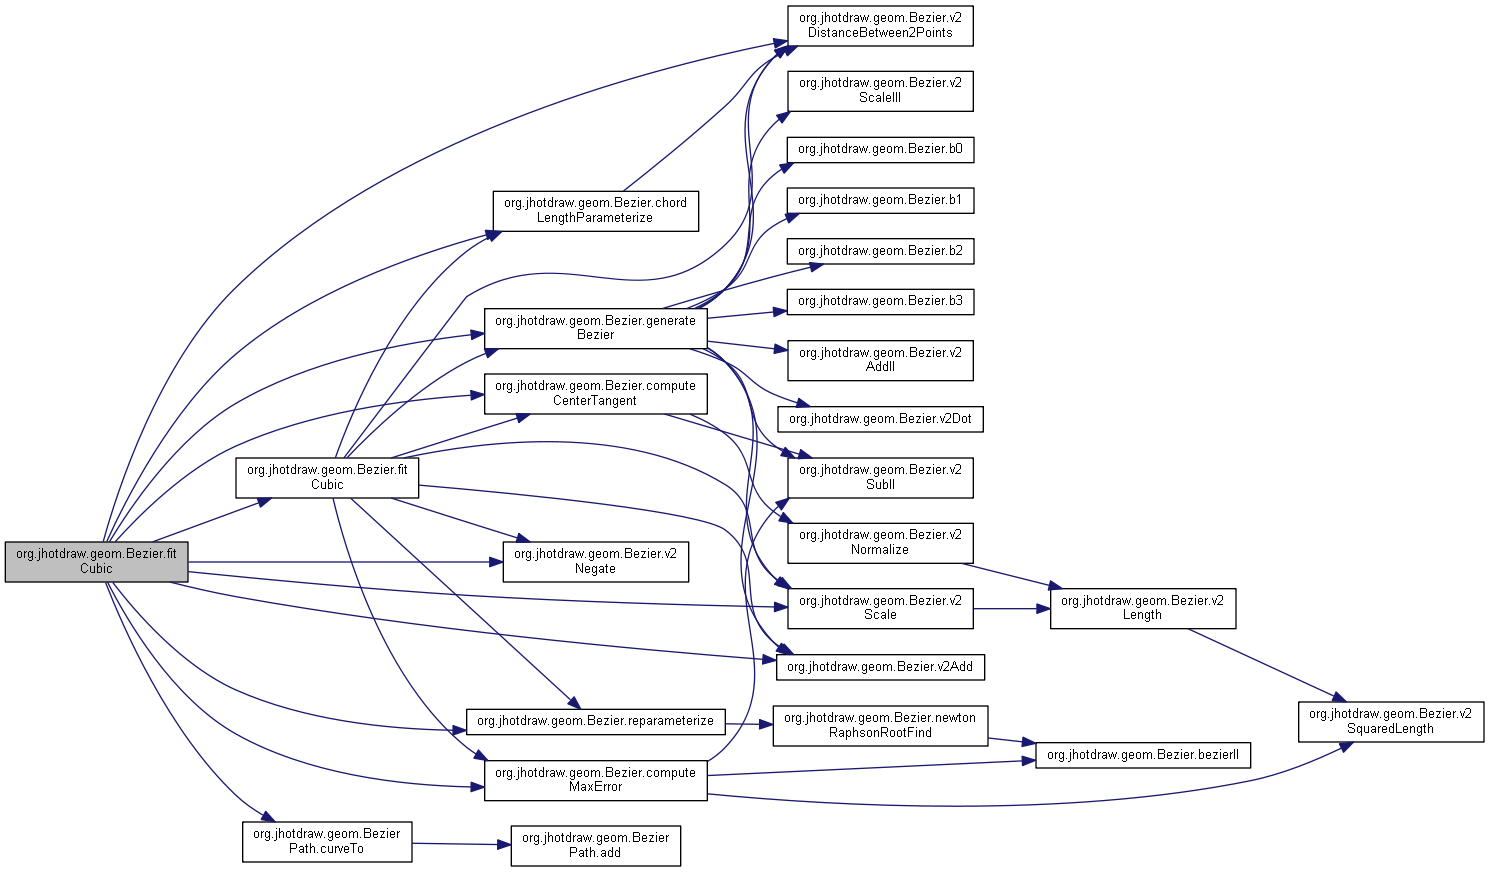 org.jhotdraw.geom.Bezier.fit
Cubic
org.jhotdraw.geom.Bezier.fit
Cubic
org.jhotdraw.geom.Bezier
Path.curveTo
org.jhotdraw.geom.Bezier.chord
LengthParameterize
org.jhotdraw.geom.Bezier.generate
Bezier
org.jhotdraw.geom.Bezier.compute
CenterTangent
org.jhotdraw.geom.Bezier.v2
Negate
org.jhotdraw.geom.Bezier.reparameterize
org.jhotdraw.geom.Bezier.compute
MaxError
org.jhotdraw.geom.Bezier
Path.add
org.jhotdraw.geom.Bezier.v2
DistanceBetween2Points
org.jhotdraw.geom.Bezier.v2
ScaleIII
org.jhotdraw.geom.Bezier.b0
org.jhotdraw.geom.Bezier.b1
org.jhotdraw.geom.Bezier.b2
org.jhotdraw.geom.Bezier.b3
org.jhotdraw.geom.Bezier.v2
AddII
org.jhotdraw.geom.Bezier.v2Dot
org.jhotdraw.geom.Bezier.v2
SubII
org.jhotdraw.geom.Bezier.v2
Normalize
org.jhotdraw.geom.Bezier.v2
Scale
org.jhotdraw.geom.Bezier.v2Add
org.jhotdraw.geom.Bezier.newton
RaphsonRootFind
org.jhotdraw.geom.Bezier.v2
Length
org.jhotdraw.geom.Bezier.bezierII
org.jhotdraw.geom.Bezier.v2
SquaredLength